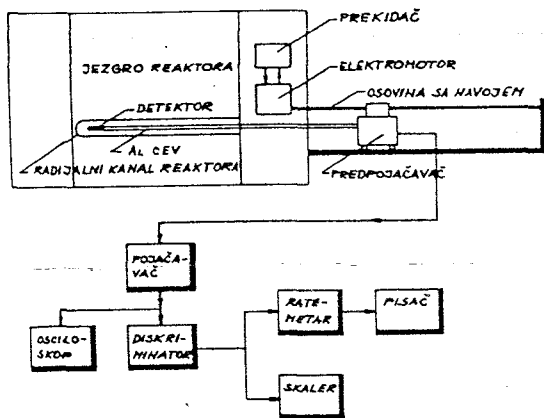 PREKIDAČ
JEZGRO REAKTORA
ELEKTROMOTOR
OSOVINA SA NAVOJEM
DETEKTOR
AL CEV
RADIJALNI KANAL REAKTORA
PREDPOJAČAVAČ
POJAČA-
VAČ
OSCILO-
SKOP
DISKRI-
MINATOR
RATE-
METAR
PISAČ
SKALER